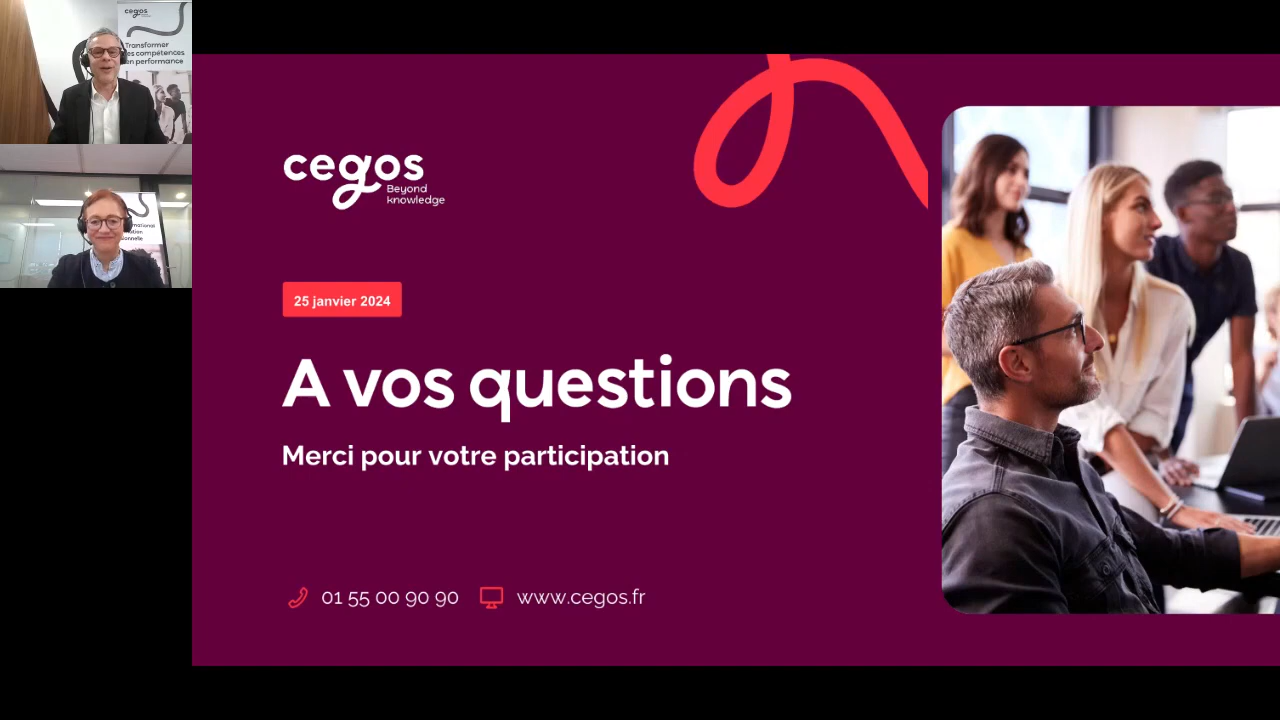 cegos
Transformer
les compétences
en performance
cegos
Beyond
knowledge
25 janvier 2024
A vos questions
Merci pour votre participation
01 55 00 90 90
www.cegos.fr